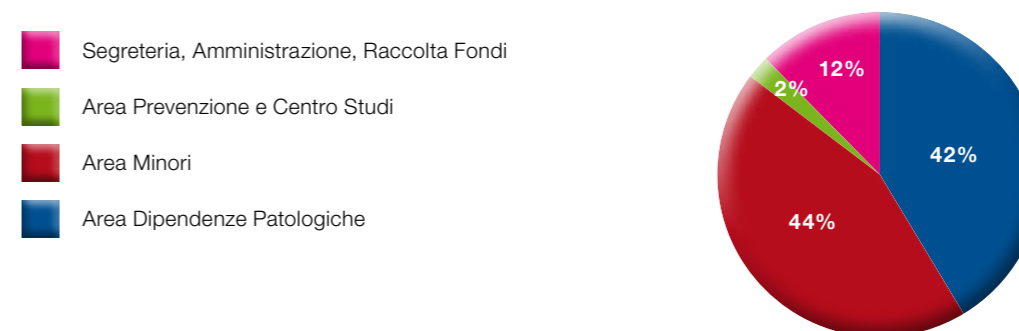 Segreteria, Amministrazione, Raccolta Fondi
Area Prevenzione e Centro Studi
Area Minori
Area Dipendenze Patologiche
12%
2%
42%
44%